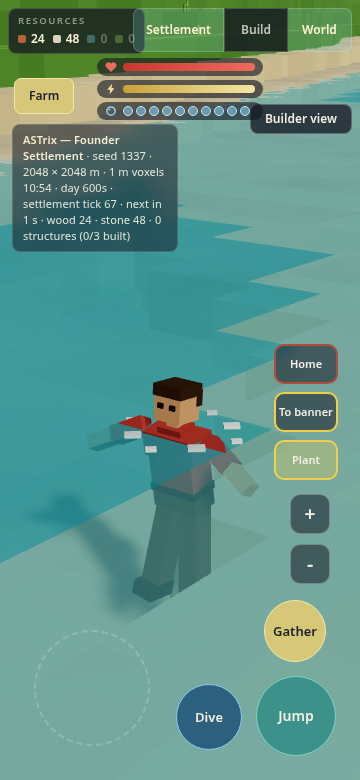 RESOURCES
24 48 0 0
Settlement Build World
Farm
Builder view
ASTrix — Founder
Settlement · seed 1337 ·
2048 × 2048 m · 1 m voxels
10:54 · day 600s ·
settlement tick 67 · next in
1 s · wood 24 · stone 48 · 0
structures (0/3 built)
Home
To banner
Plant
+
-
Gather
Dive
Jump